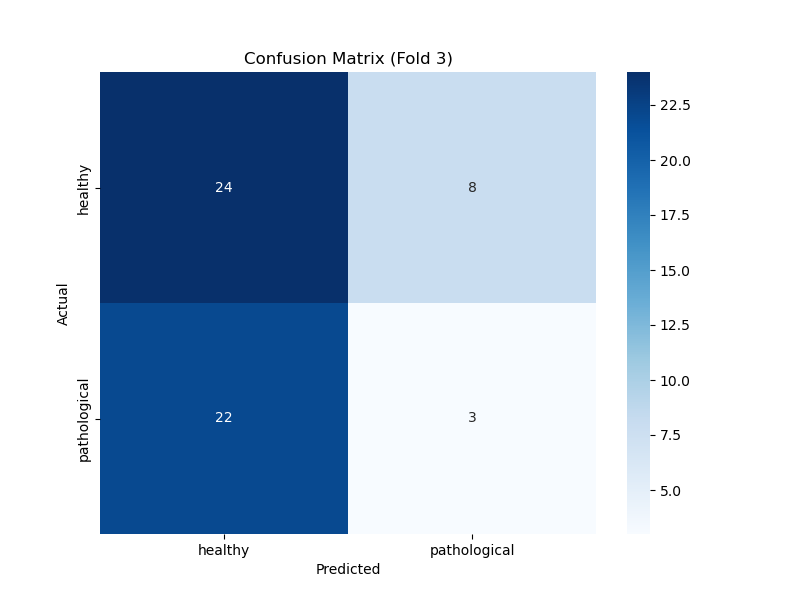 Confusion Matrix (Fold 3)
Actual
healthy
pathological
24
8
22
3
healthy
pathological
Predicted
22.5
20.0
17.5
15.0
12.5
10.0
7.5
5.0